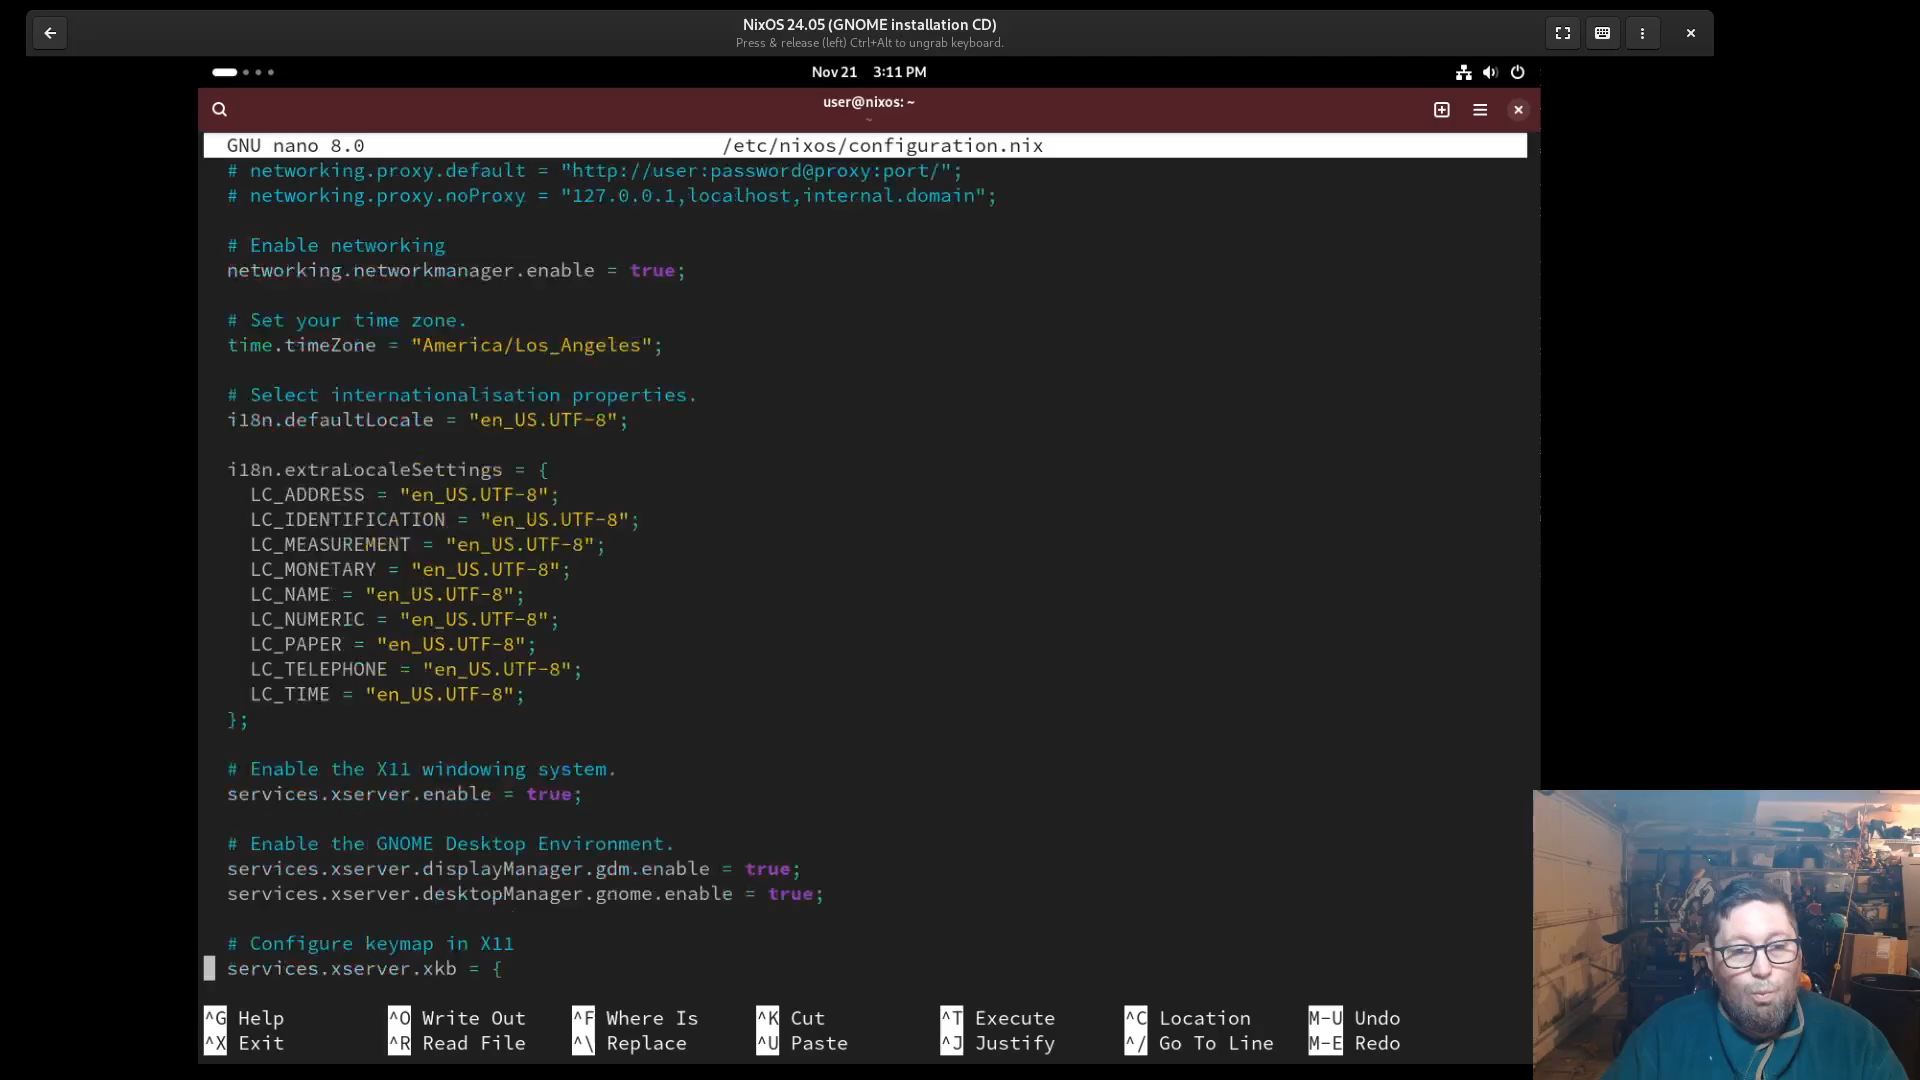 NixOS 24.05 (GNOME installation CD)
Press & release (left) Ctrl+Alt to ungrab keyboard.
Nov 21 3:11 PM
user@nixos: ~
~
GNU nano 8.0 /etc/nixos/configuration.nix
# networking.proxy.default = "http://user:password@proxy:port/";
# networking.proxy.noProxy = "127.0.0.1,localhost,internal.domain";
# Enable networking
networking.networkmanager.enable = true;
# Set your time zone.
time.timeZone = "America/Los_Angeles";
# Select internationalisation properties.
i18n.defaultLocale = "en_US.UTF-8";
i18n.extraLocaleSettings = {
LC_ADDRESS = "en_US.UTF-8";
LC_IDENTIFICATION = "en_US.UTF-8";
LC_MEASUREMENT = "en_US.UTF-8";
LC_MONETARY = "en_US.UTF-8";
LC_NAME = "en_US.UTF-8";
LC_NUMERIC = "en_US.UTF-8";
LC_PAPER = "en_US.UTF-8";
LC_TELEPHONE = "en_US.UTF-8";
LC_TIME = "en_US.UTF-8";
};
# Enable the X11 windowing system.
services.xserver.enable = true;
# Enable the GNOME Desktop Environment.
services.xserver.displayManager.gdm.enable = true;
services.xserver.desktopManager.gnome.enable = true;
# Configure keymap in X11
services.xserver.xkb = {
^G Help ^O Write Out ^F Where Is ^K Cut ^T Execute ^C Location M-U Undo
^X Exit ^R Read File ^\ Replace ^U Paste ^J Justify ^/ Go To Line M-E Redo